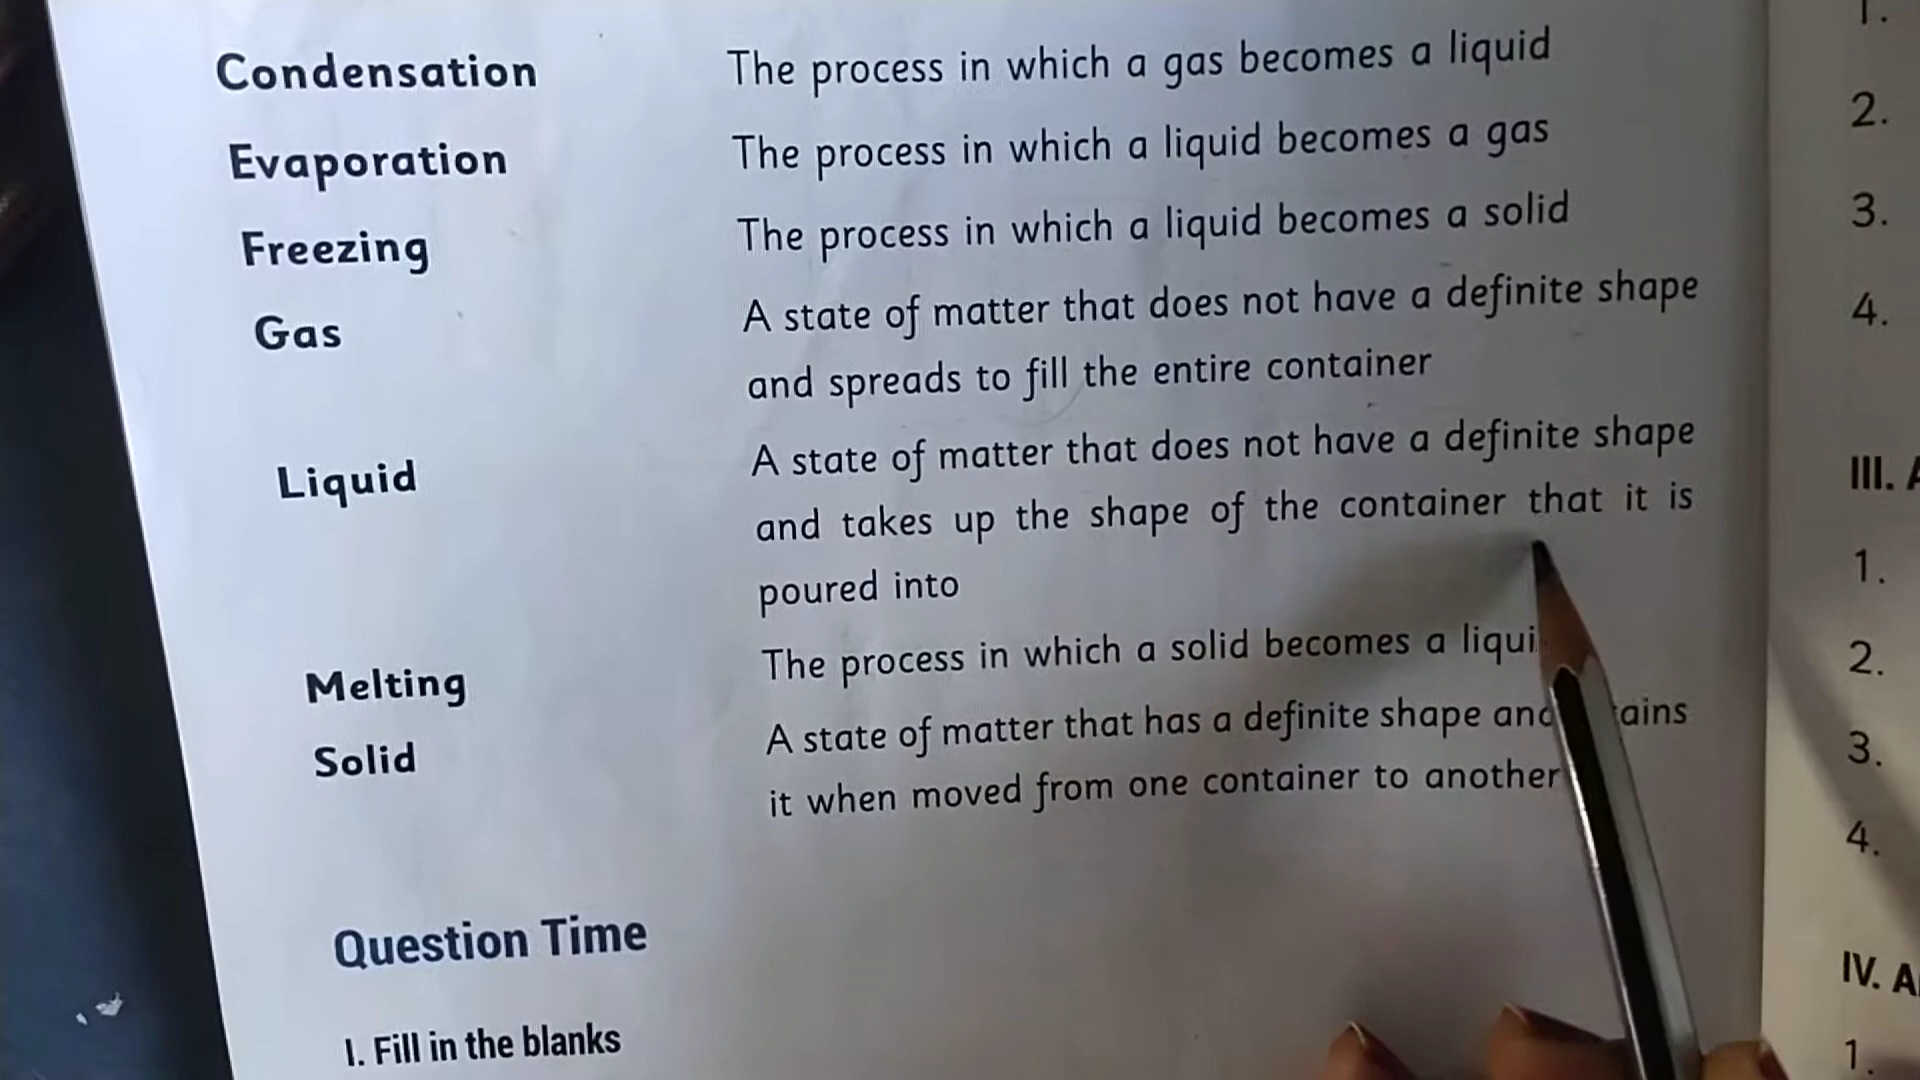 Condensation The process in which a gas becomes a liquid
Evaporation The process in which a liquid becomes a gas
Freezing The process in which a liquid becomes a solid
Gas A state of matter that does not have a definite shape
and spreads to fill the entire container
Liquid A state of matter that does not have a definite shape
and takes up the shape of the container that it is
poured into
Melting The process in which a solid becomes a
Solid A state of matter that has a definite shape and
it when moved from one container to another
Question Time
I. Fill in the blanks
1.
2.
3.
4.
III.
1.
2.
3.
4.
IV.
1.